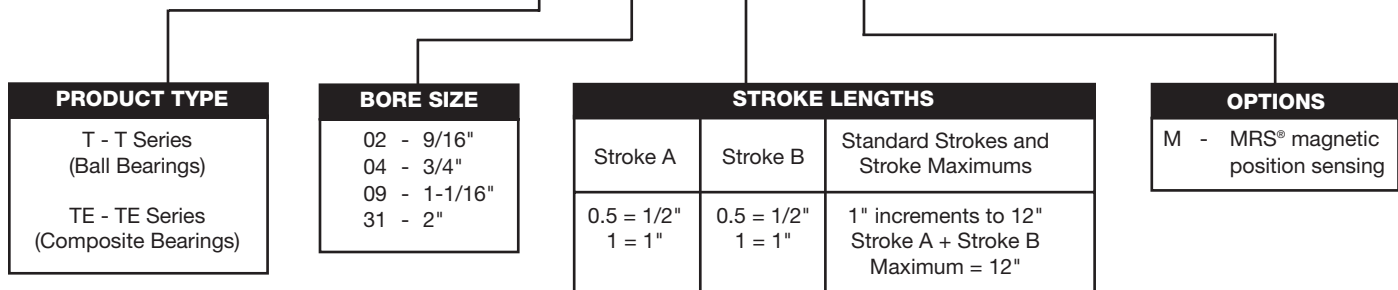 PRODUCT TYPE
T - T Series
(Ball Bearings)
TE - TE Series
(Composite Bearings)
BORE SIZE
02 - 9/16"
04 - 3/4"
09 - 1-1/16"
31 - 2"
STROKE LENGTHS
Stroke A
Stroke B
Standard Strokes and
Stroke Maximums
0.5 = 1/2"
1 = 1"
0.5 = 1/2"
1 = 1"
1" increments to 12"
Stroke A + Stroke B
Maximum = 12"
OPTIONS
M - MRS® magnetic
position sensing